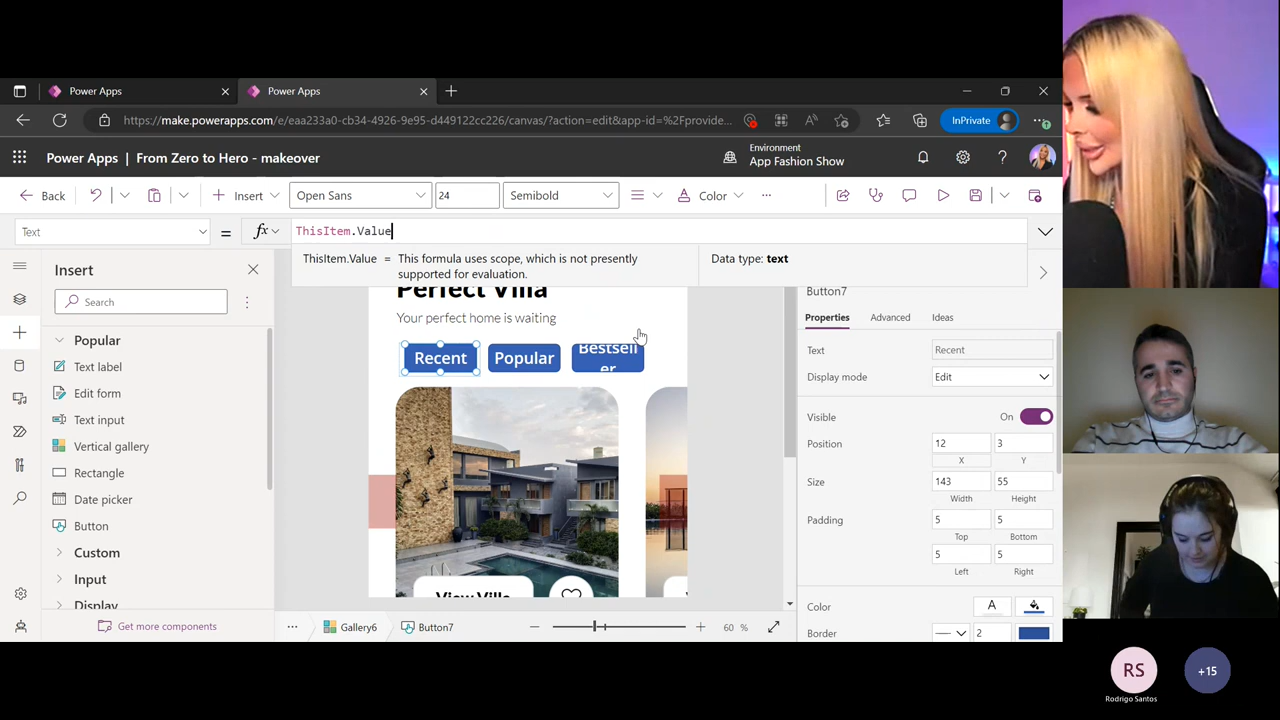 Power Apps
Power Apps
https://make.powerapps.com/e/eaa233a0-cb34-4926-9e95-d449122cc226/canvas/?action=edit&app-id=%2Fprovide...
InPrivate
Power Apps | From Zero to Hero - makeover
Environment
App Fashion Show
Back
Insert
Open Sans
24
Semibold
Color
Text
=
fx
ThisItem.Value
ThisItem.Value = This formula uses scope, which is not presently supported for evaluation.
Data type: text
Insert
Search
Popular
Text label
Edit form
Text input
Vertical gallery
Rectangle
Date picker
Button
Custom
Input
Display
Get more components
Perfect Villa
Your perfect home is waiting
Recent
Popular
Bestsell
er
View Villa
Gallery6
Button7
60 %
Button7
Properties
Advanced
Ideas
Text
Recent
Display mode
Edit
Visible
On
Position
12
3
X
Y
Size
143
55
Width
Height
Padding
5
5
Top
Bottom
5
5
Left
Right
Color
A
Border
2
RS
Rodrigo Santos
+15